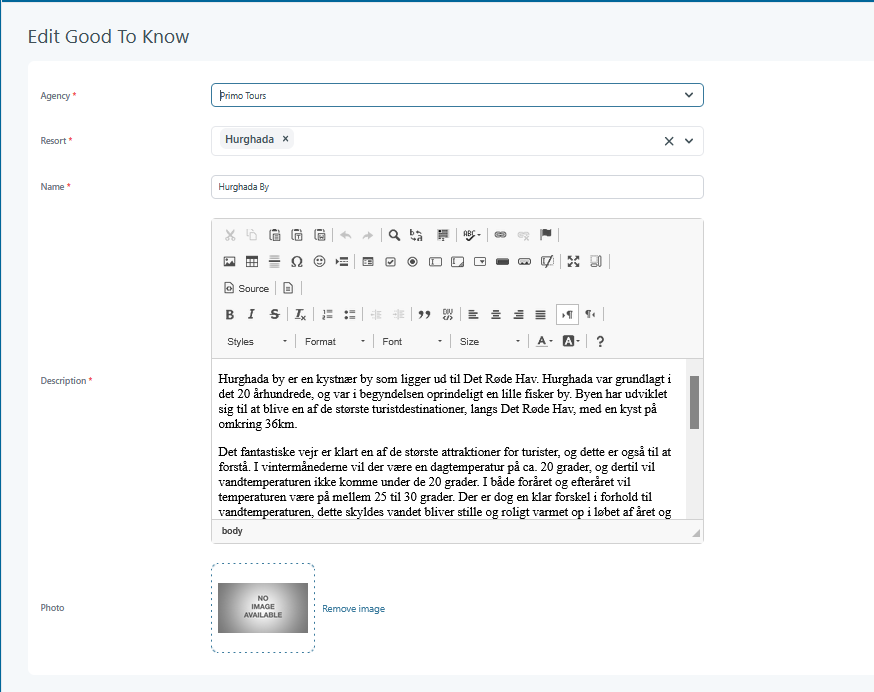 Edit Good To Know
Agency *
Primo Tours
Resort *
Hurghada ×
Name *
Hurghada By
Source
Styles Format Font Size
Description *
Hurghada by er en kystnær by som ligger ud til Det Røde Hav. Hurghada var grundlagt i
det 20 århundrede, og var i begyndelsen oprindeligt en lille fisker by. Byen har udviklet
sig til at blive en af de største turistdestinationer, langs Det Røde Hav, med en kyst på
omkring 36km.
Det fantastiske vejr er klart en af de største attraktioner for turister, og dette er også til at
forstå. I vintermånederne vil der være en dagtemperatur på ca. 20 grader, og dertil vil
vandtemperaturen ikke komme under de 20 grader. I både foråret og efteråret vil
temperaturen være på mellem 25 til 30 grader. Der er dog en klar forskel i forhold til
vandtemperaturen, dette skyldes vandet bliver stille og roligt varmet op i løbet af året og
body
Photo
NO
IMAGE
AVAILABLE
Remove image